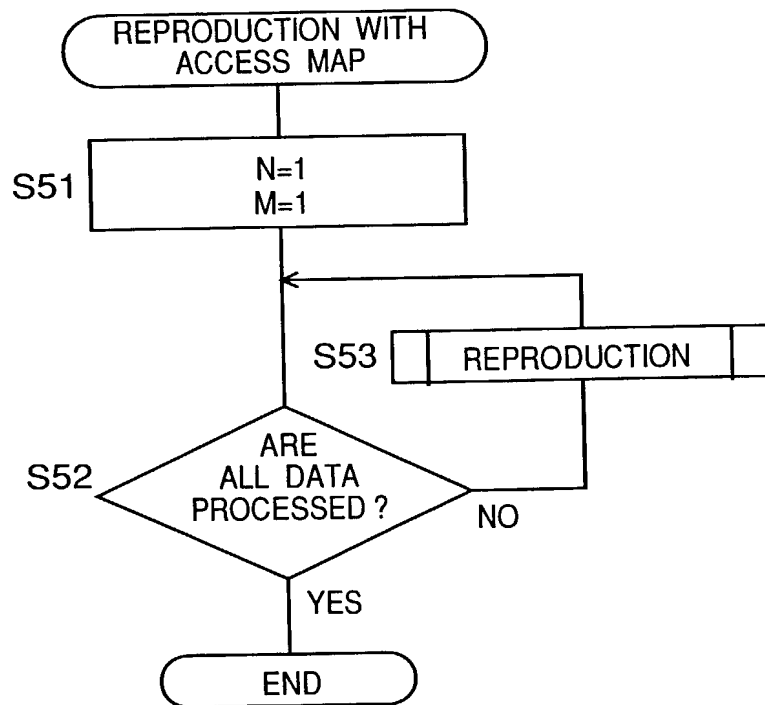 REPRODUCTION WITH
ACCESS MAP
S51
N=1
M=1
S53
REPRODUCTION
S52
ARE
ALL DATA
PROCESSED ?
NO
YES
END